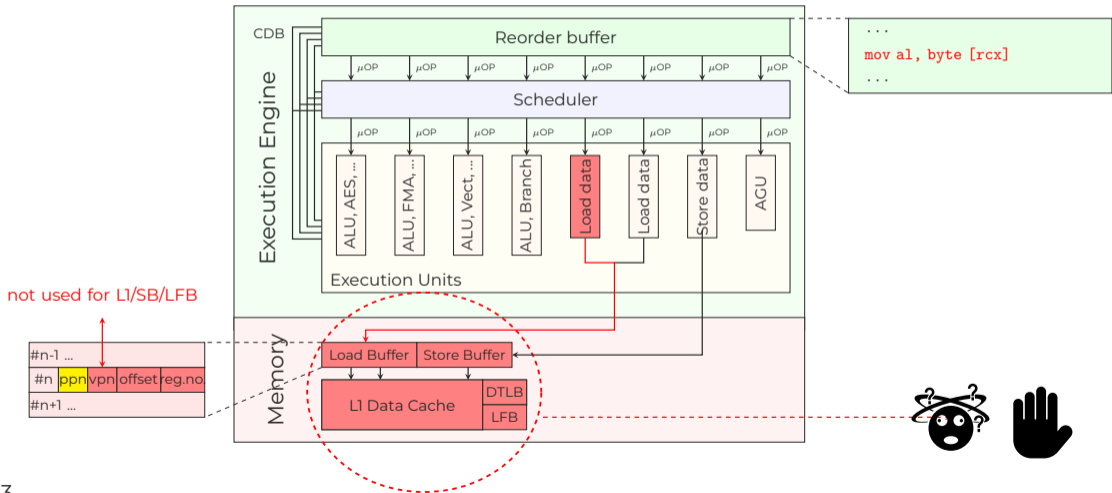 CDB
Reorder buffer
...
mov al, byte [rcx]
...
μOP μOP μOP μOP μOP μOP μOP μOP
Scheduler
μOP μOP μOP μOP μOP μOP μOP μOP
Execution Engine
ALU, AES, ...
ALU, FMA, ...
ALU, Vect, ...
ALU, Branch
Load data
Load data
Store data
AGU
Execution Units
not used for L1/SB/LFB
Memory
#n-1 ...
#n ppn vpn offset reg.no.
#n+1 ...
Load Buffer Store Buffer
L1 Data Cache
DTLB
LFB
? ? ?